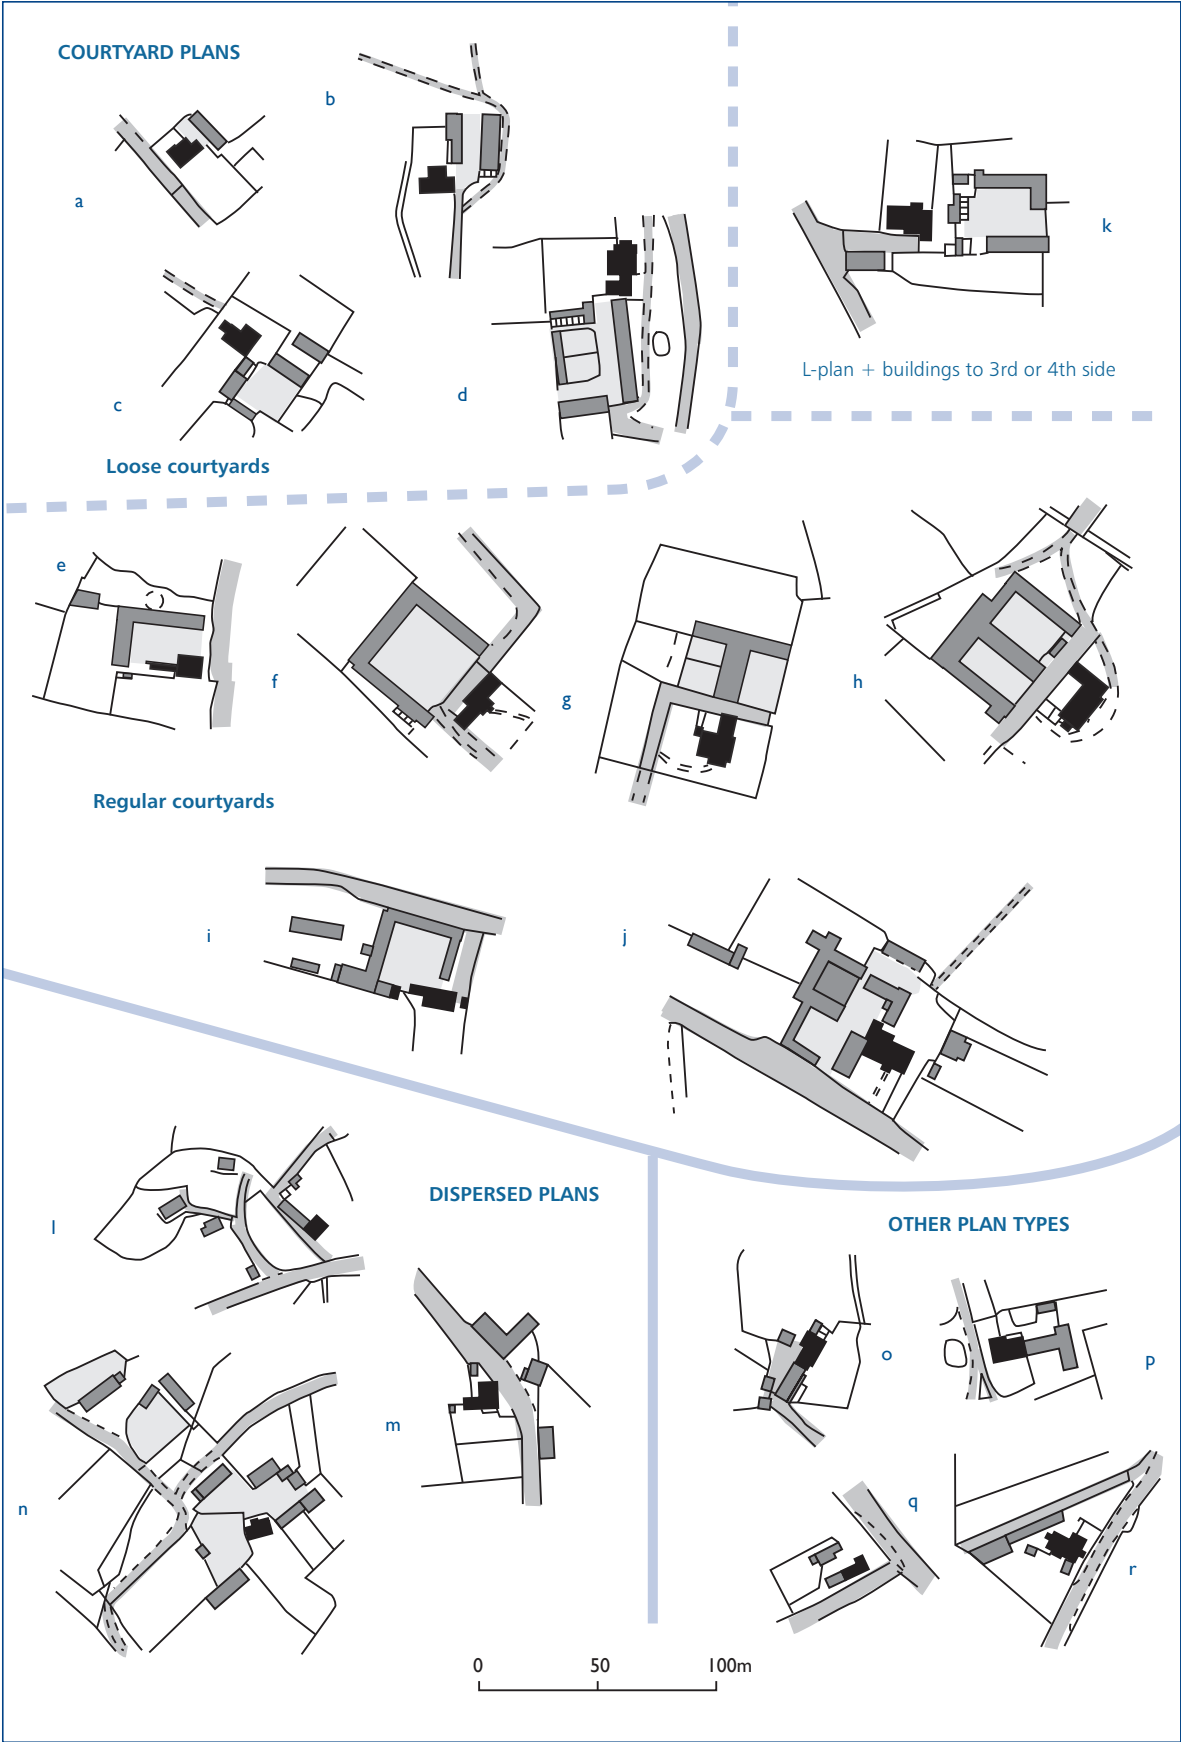 COURTYARD PLANS
b
a
k
L-plan + buildings to 3rd or 4th side
c
d
Loose courtyards
e
f
g
h
Regular courtyards
i
j
DISPERSED PLANS
OTHER PLAN TYPES
l
o
p
m
n
q
r
0 50 100m